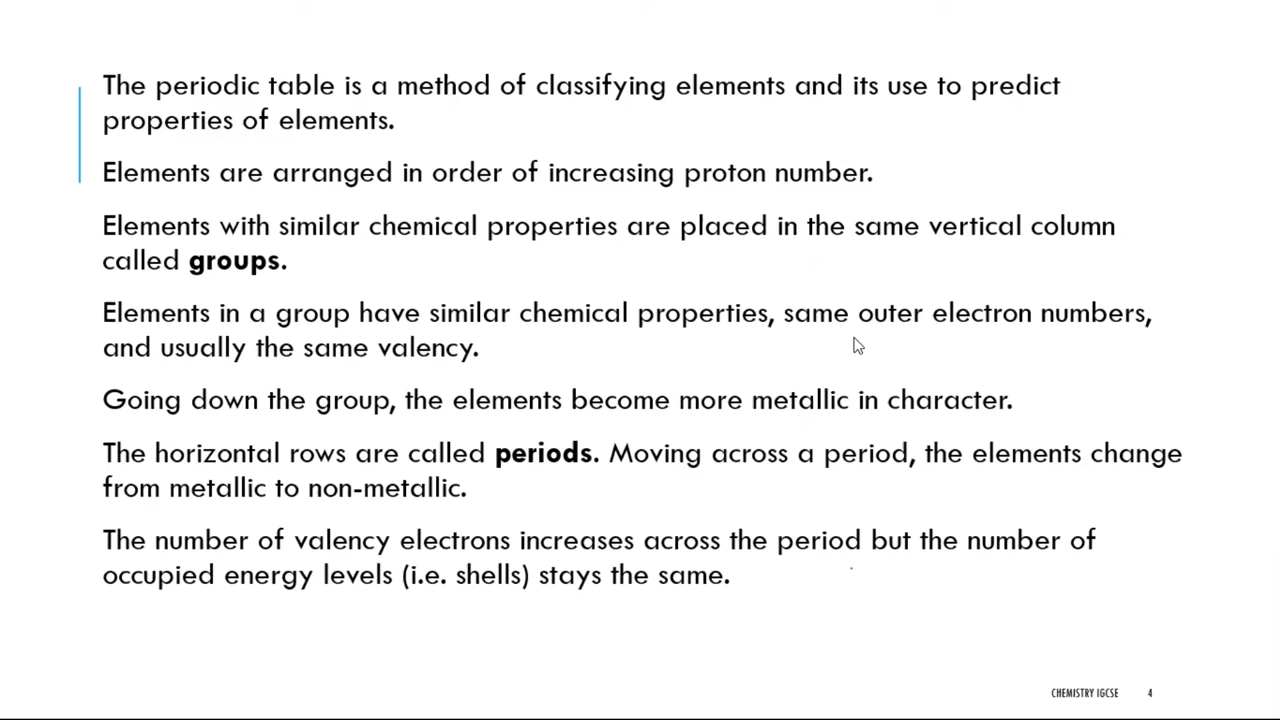 The periodic table is a method of classifying elements and its use to predict
properties of elements.
Elements are arranged in order of increasing proton number.
Elements with similar chemical properties are placed in the same vertical column
called groups.
Elements in a group have similar chemical properties, same outer electron numbers,
and usually the same valency.
Going down the group, the elements become more metallic in character.
The horizontal rows are called periods. Moving across a period, the elements change
from metallic to non-metallic.
The number of valency electrons increases across the period but the number of
occupied energy levels (i.e. shells) stays the same.
CHEMISTRY IGCSE 4